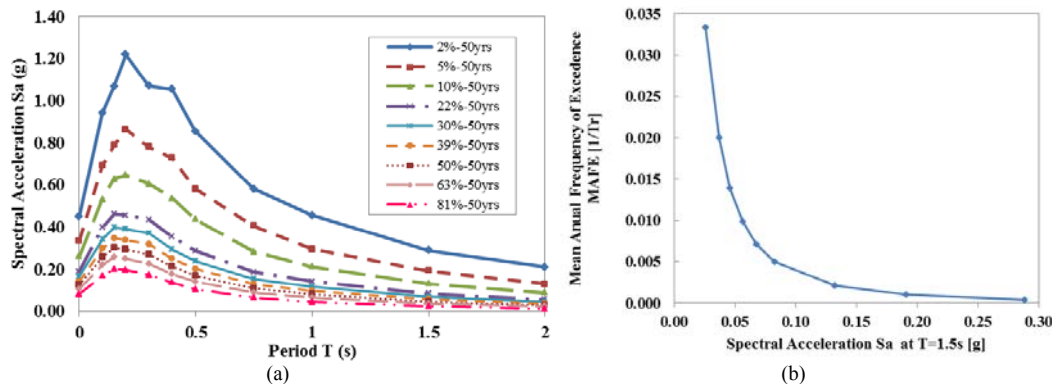 1.40
1.20
1.00
0.80
0.60
0.40
0.20
0.00
Spectral Acceleration Sa (g)
0
0.5
1
1.5
2
Period T (s)
2%-50yrs
5%-50yrs
10%-50yrs
22%-50yrs
30%-50yrs
39%-50yrs
50%-50yrs
63%-50yrs
81%-50yrs
(a)
0.035
0.030
0.025
0.020
0.015
0.010
0.005
0.000
Mean Anual Frequency of Excedence
MAFE [1/Tr]
0.00
0.05
0.10
0.15
0.20
0.25
0.30
Spectral Acceleration Sa at T=1.5s [g]
(b)